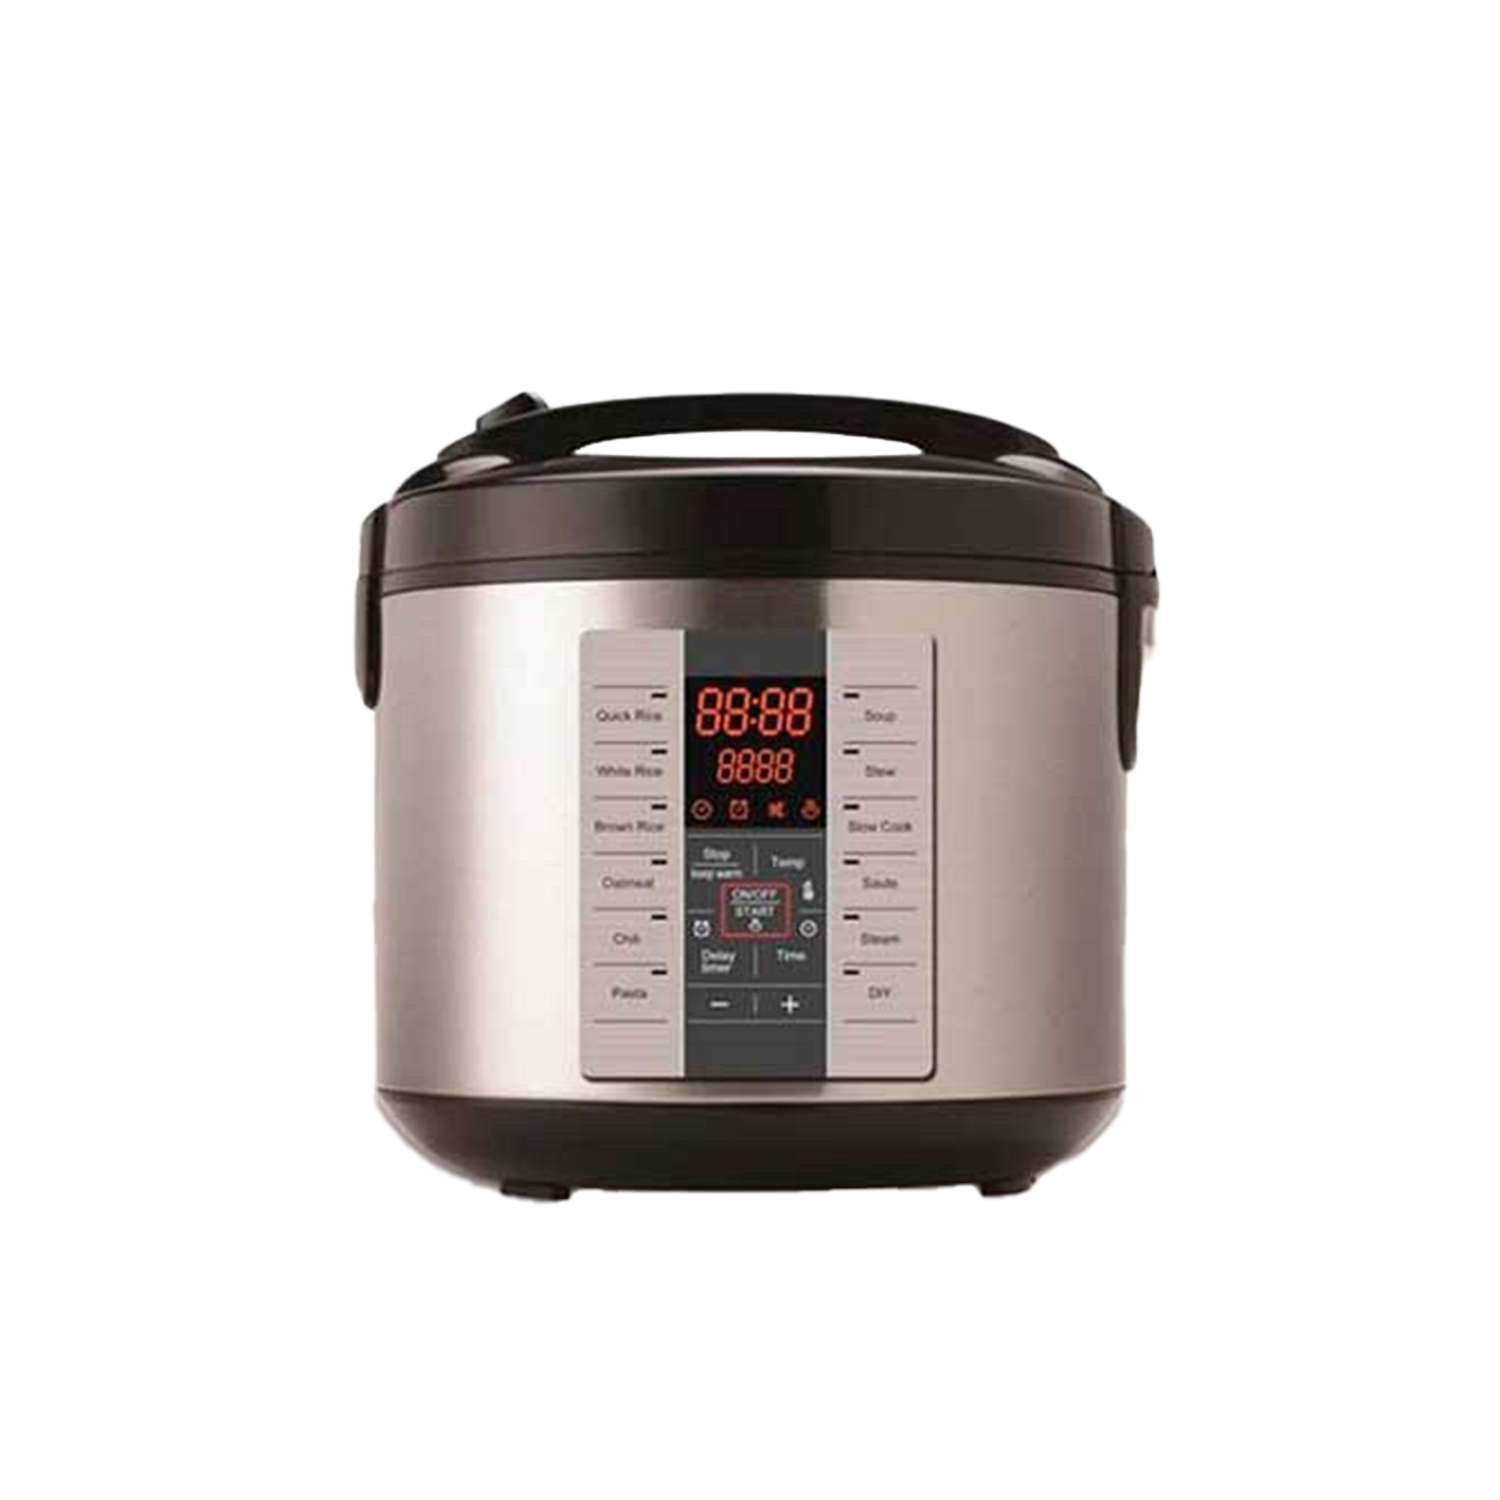 88:88
8888
Quick Rice
White Rice
Brown Rice
Oatmeal
Chili
Pasta
Stop
keep warm
Temp
ON/OFF
START
Delay
timer
Time
− +
Soup
Stew
Slow Cook
Saute
Steam
DIY